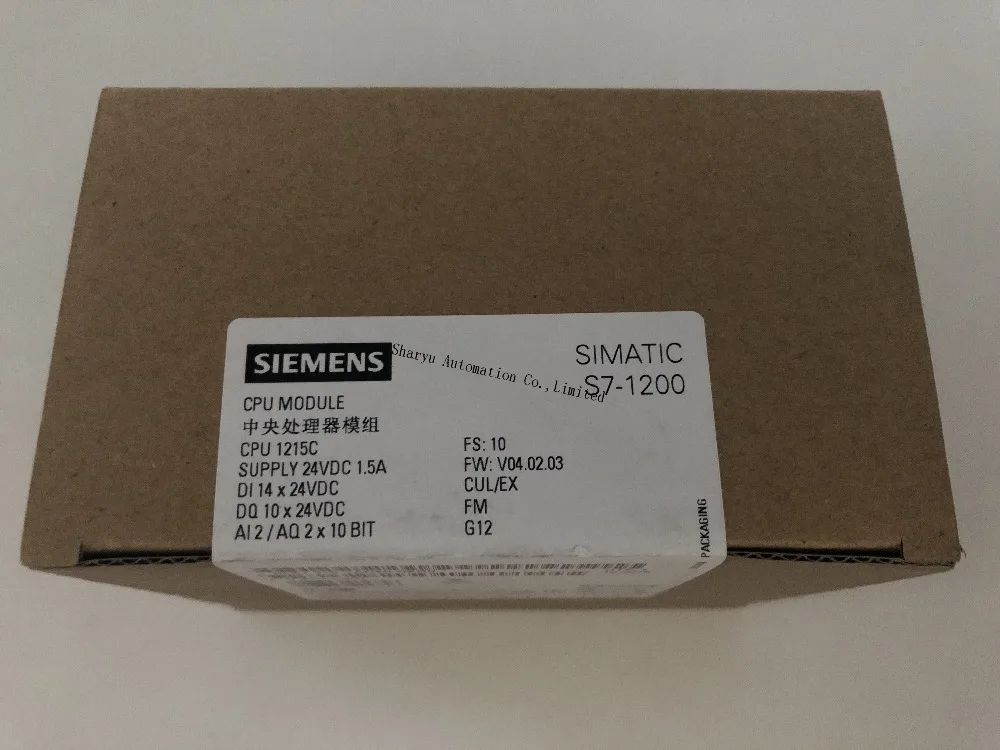 SIEMENS
Sharyu Automation Co.,Limited
SIMATIC
S7-1200
CPU MODULE
中央处理器模组
CPU 1215C
SUPPLY 24VDC 1.5A
DI 14 x 24VDC
DQ 10 x 24VDC
AI 2 / AQ 2 x 10 BIT
FS: 10
FW: V04.02.03
CUL/EX
FM
G12
PACKAGING